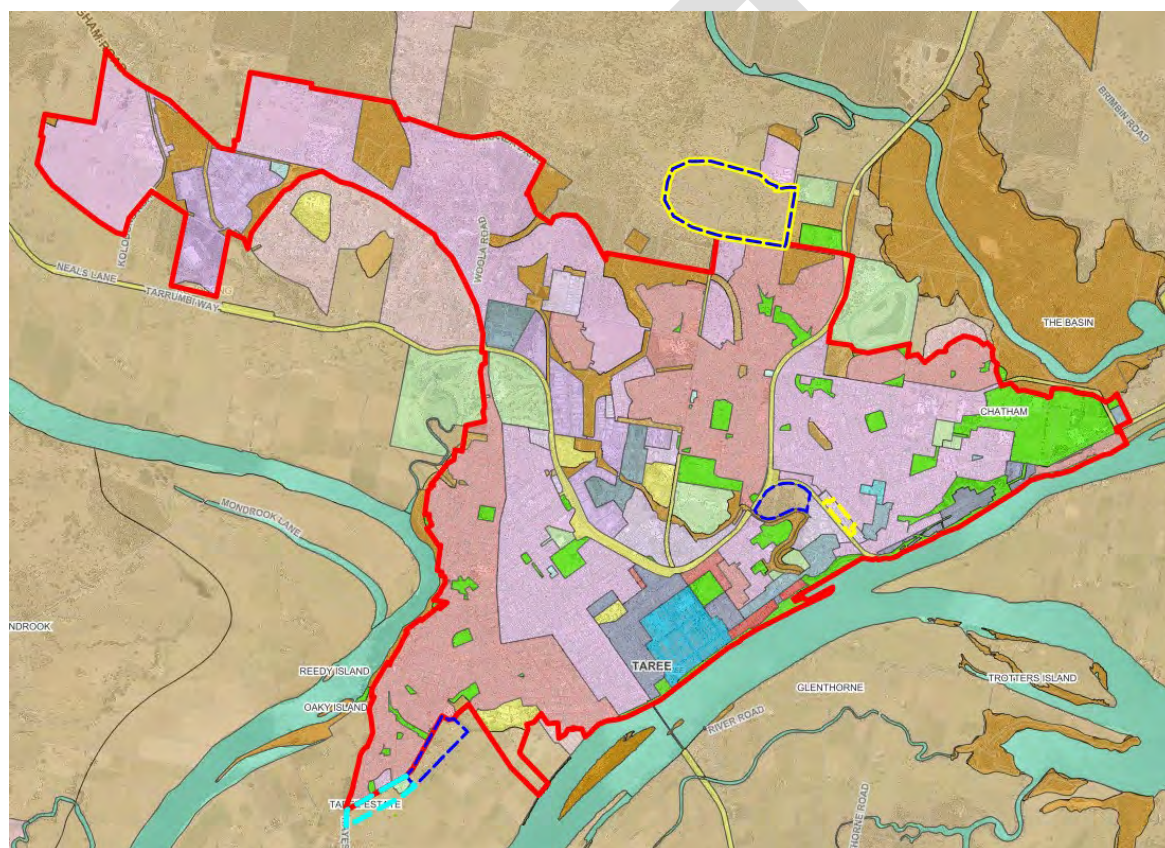 BRIMBIN ROAD
WOOLA ROAD
NEALS LANE
TARRUMBI WAY
THE BASIN
CHATHAM
MONDROOK LANE
NDROOK
REEDY ISLAND
TAREE
TROTTERS ISLAND
GLENTHORNE
OAKY ISLAND
RIVER ROAD